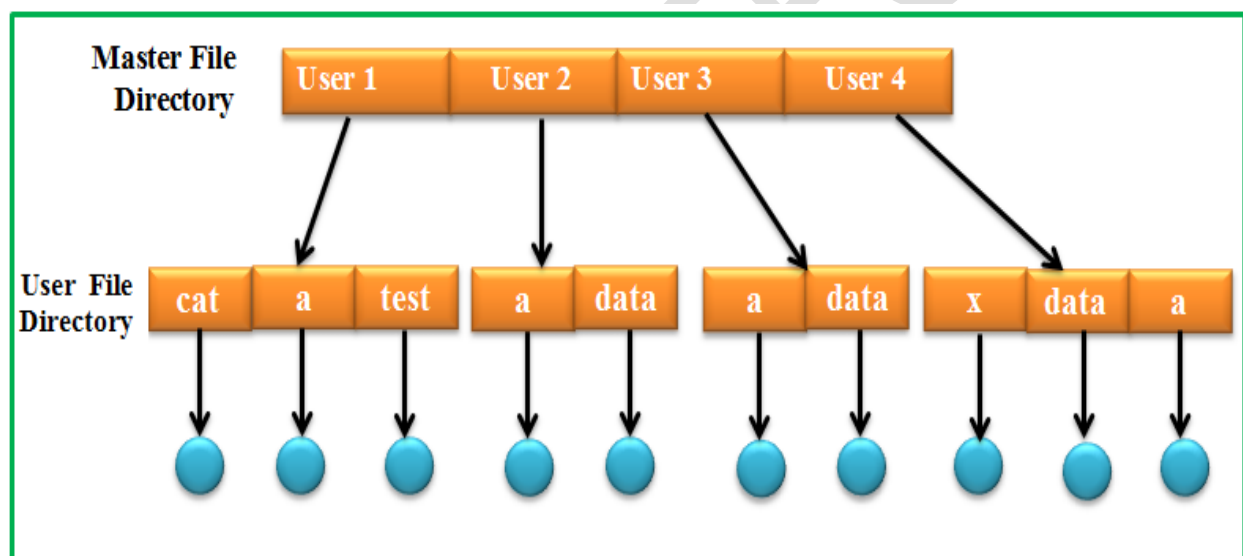 Master File
Directory
User 1 User 2 User 3 User 4
User File
Directory
cat a test a data a data x data a